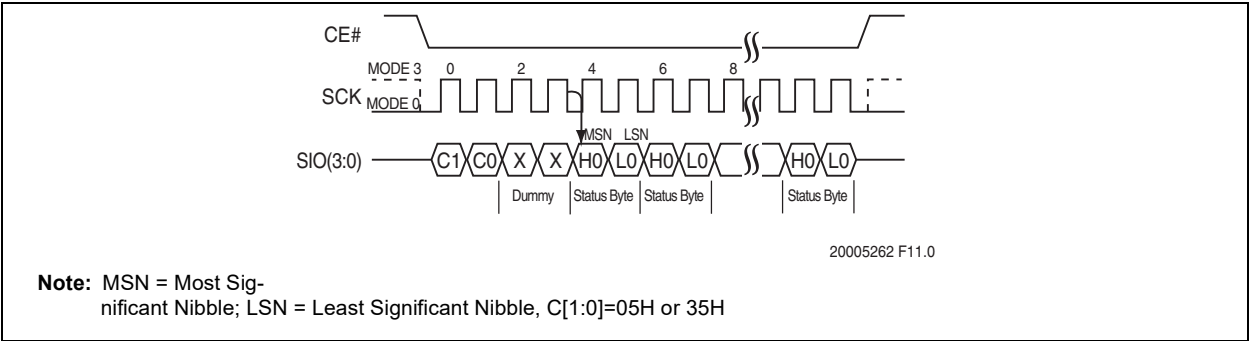 CE#
MODE 3 0 2 4 6 8
SCK MODE 0
MSN LSN
SIO(3:0) C1 C0 X X H0 L0 H0 L0 H0 L0
Dummy Status Byte Status Byte Status Byte
20005262 F11.0
Note: MSN = Most Sig-
nificant Nibble; LSN = Least Significant Nibble, C[1:0]=05H or 35H